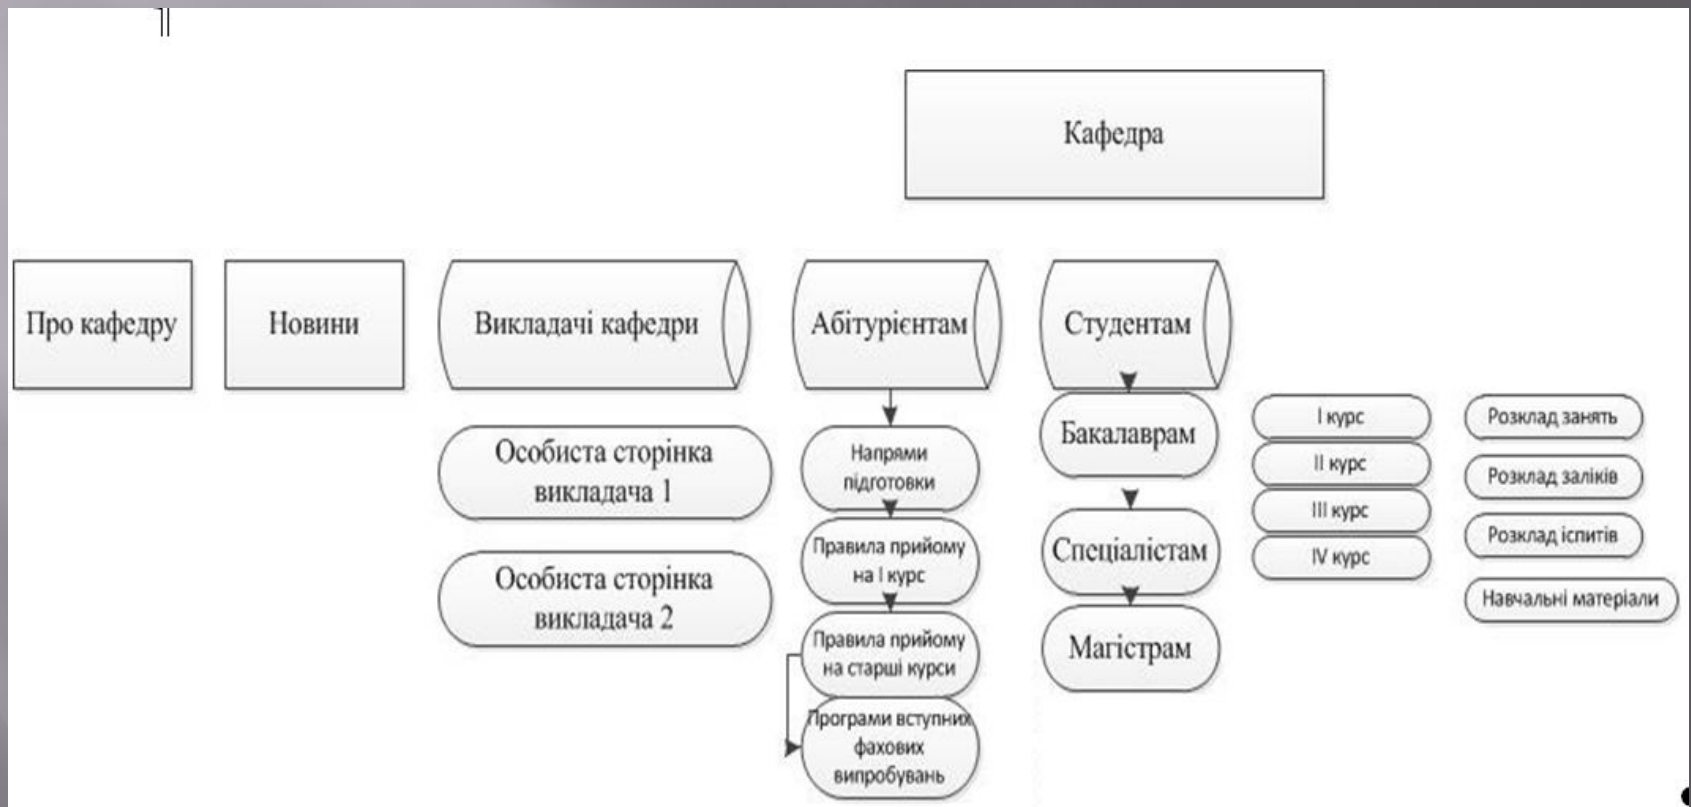 Кафедра
Про кафедру
Новини
Викладачі кафедри
Абітурієнтам
Студентам
Особиста сторінка
викладача 1
Особиста сторінка
викладача 2
Напрями
підготовки
Правила прийому
на І курс
Правила прийому
на старші курси
Програми вступних
фахових
випробувань
Бакалаврам
Спеціалістам
Магістрам
І курс
ІІ курс
ІІІ курс
IV курс
Розклад занять
Розклад заліків
Розклад іспитів
Навчальні матеріали